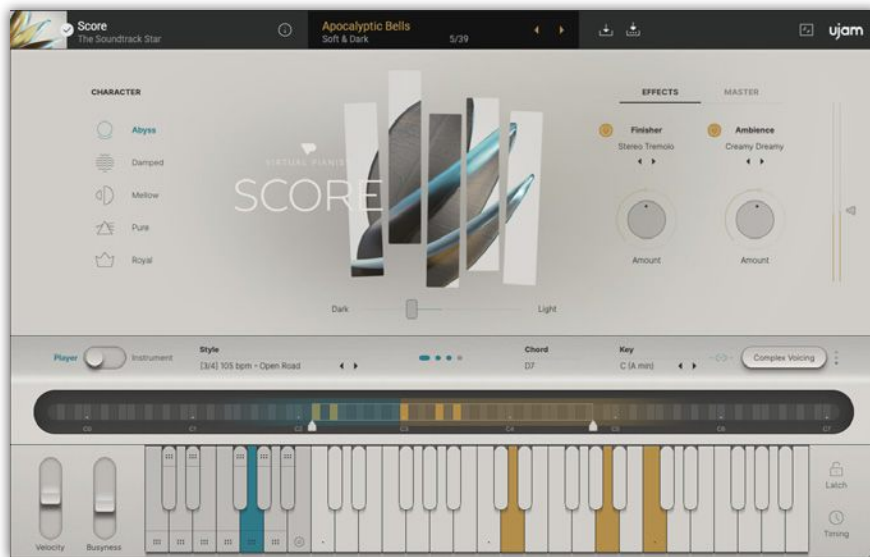 Score
The Soundtrack Star
Apocalyptic Bells
Soft & Dark
5/39
ujam
CHARACTER
Abyss
Damped
Mellow
Pure
Royal
VIRTUAL PIANIST
SCORE
Dark
Light
EFFECTS
MASTER
Finisher
Stereo Tremolo
Amount
Ambience
Creamy Dreamy
Amount
Player
Instrument
Style
[3/4] 105 bpm - Open Road
Chord
D7
Key
C (A min)
Complex Voicing
C0
C1
C2
C3
C4
C5
C6
C7
Velocity
Busyness
Latch
Timing